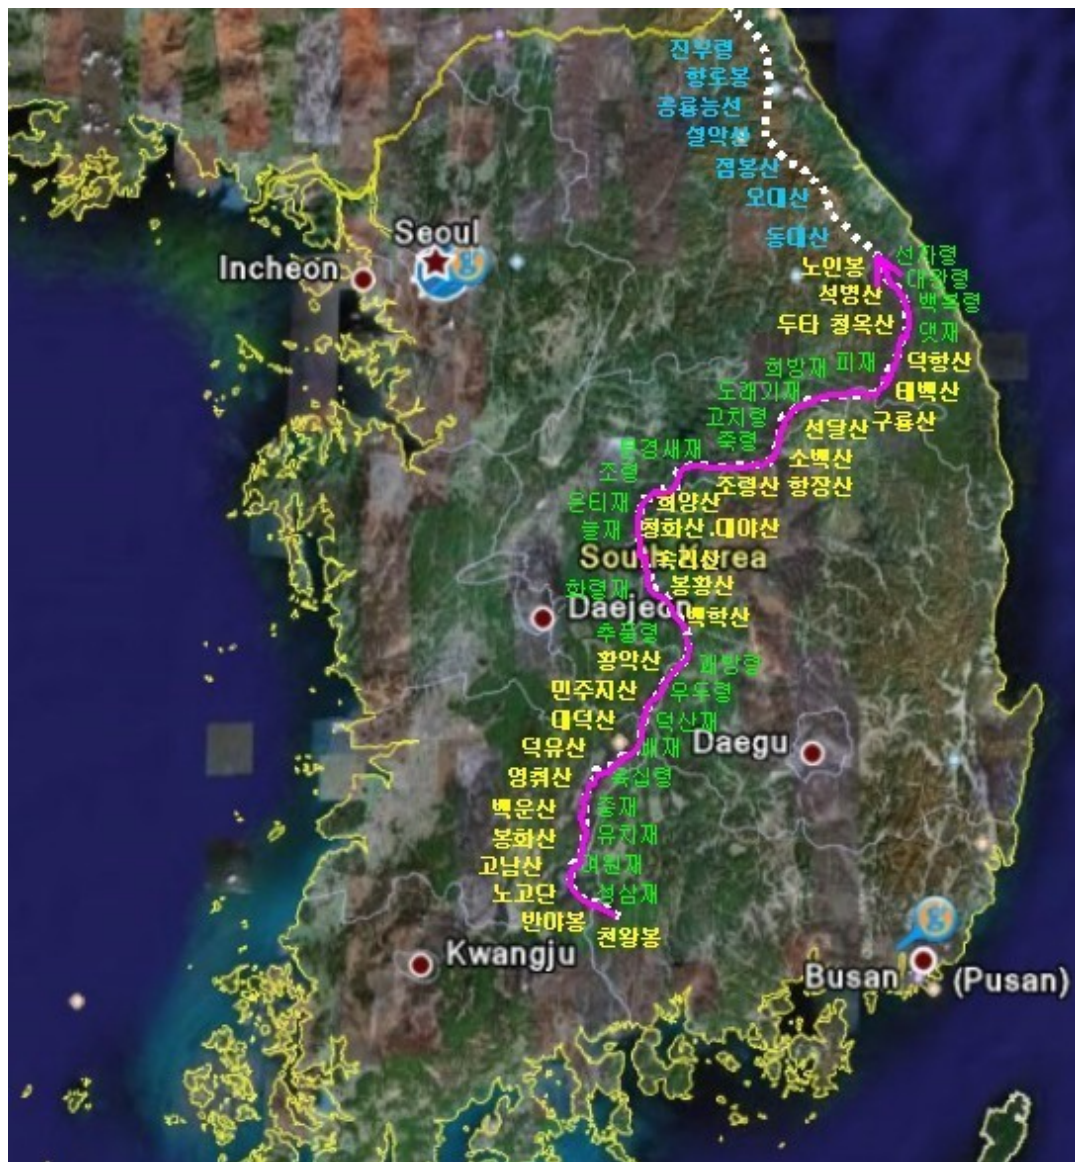 진부령
향로봉
공룡능선
설악산
점봉산
오대산
동대산
Seoul
Incheon
선자령
노인봉
석병산
백복령
두타 청옥산
댓재
희방재 피재
덕항산
도래기재
태백산
고치령
구룡산
선달산
죽령
문경새재
소백산
조령
조령산 항장산
은티재
희양산
늘재
청화산.대야산
South Korea
속리산
화령재
봉황산
Daejeon
백학산
추풍령
황악산
괘방령
민주지산
우두령
대덕산
덕산재
Daegu
덕유산
배재
영취산
육십령
백운산
중재
봉화산
유치재
고남산
여원재
노고단
성삼재
반야봉
천왕봉
Kwangju
Busan
(Pusan)